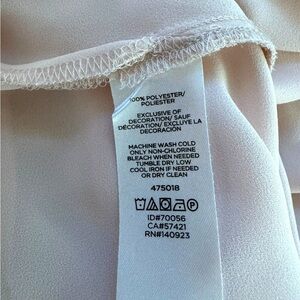 100% POLYESTER/
POLIESTER
EXCLUSIVE OF
DECORATION/ SAUF
DÉCORATION/ EXCLUYE LA
DECORACIÓN
MACHINE WASH COLD
ONLY NON-CHLORINE
BLEACH WHEN NEEDED
TUMBLE DRY LOW
COOL IRON IF NEEDED
OR DRY CLEAN
475018
ID#70056
CA#57421
RN#140923